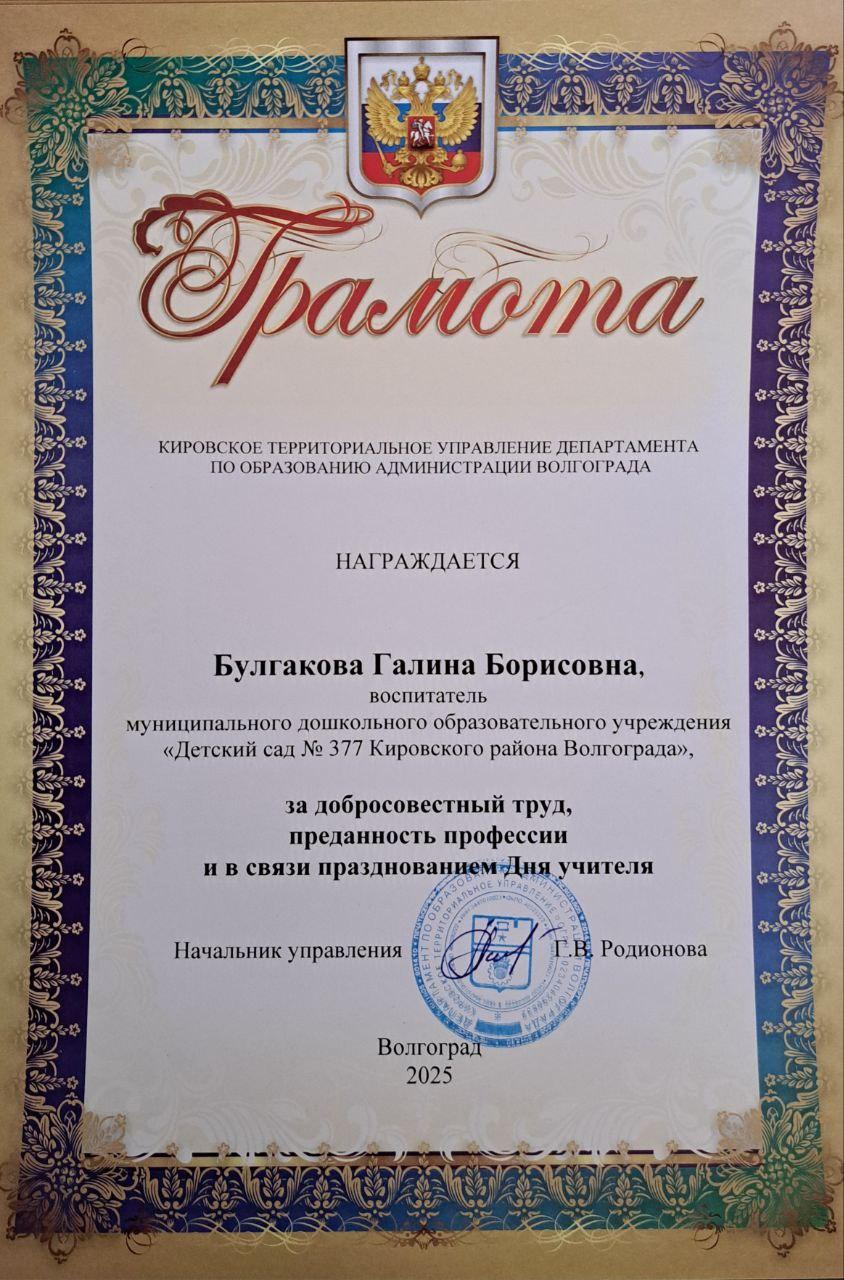 Грамота
КИРОВСКОЕ ТЕРРИТОРИАЛЬНОЕ УПРАВЛЕНИЕ ДЕПАРТАМЕНТА
ПО ОБРАЗОВАНИЮ АДМИНИСТРАЦИИ ВОЛГОГРАДА
НАГРАЖДАЕТСЯ
Булгакова Галина Борисовна,
воспитатель
муниципального дошкольного образовательного учреждения
«Детский сад № 377 Кировского района Волгограда»,
за добросовестный труд,
преданность профессии
и в связи празднованием Дня учителя
Начальник управления Г.В. Родионова
Волгоград
2025